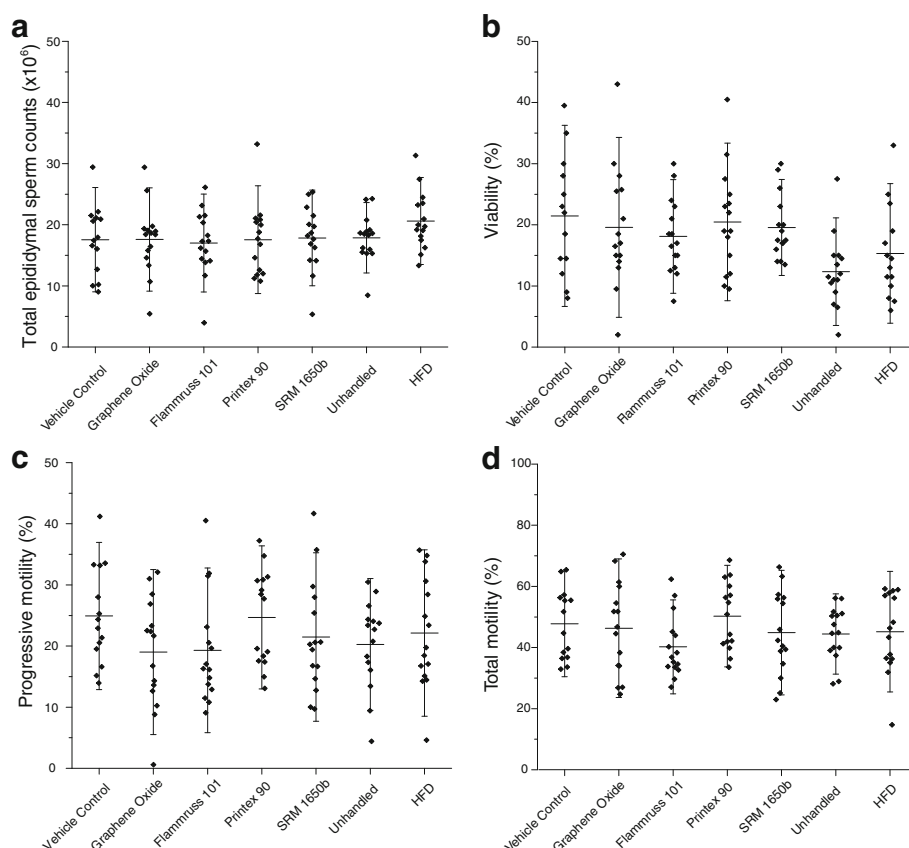 a
Total epididymal sperm counts (x10⁶)
50
40
30
20
10
0
Vehicle Control
Graphene Oxide
Flammruss 101
Printex 90
SRM 1650b
Unhandled
HFD
b
Viability (%)
50
40
30
20
10
0
Vehicle Control
Graphene Oxide
Rammruss 101
Printex 90
SRM 1650b
Unhandled
HFD
c
Progressive motility (%)
50
40
30
20
10
0
Vehicle Control
Graphene Oxide
Flammruss 101
Printex 90
SRM 1650b
Unhandled
HFD
d
Total motility (%)
100
80
60
40
20
0
Vehicle Control
Graphene Oxide
Flammruss 101
Printex 90
SRM 1650b
Unhandled
HFD